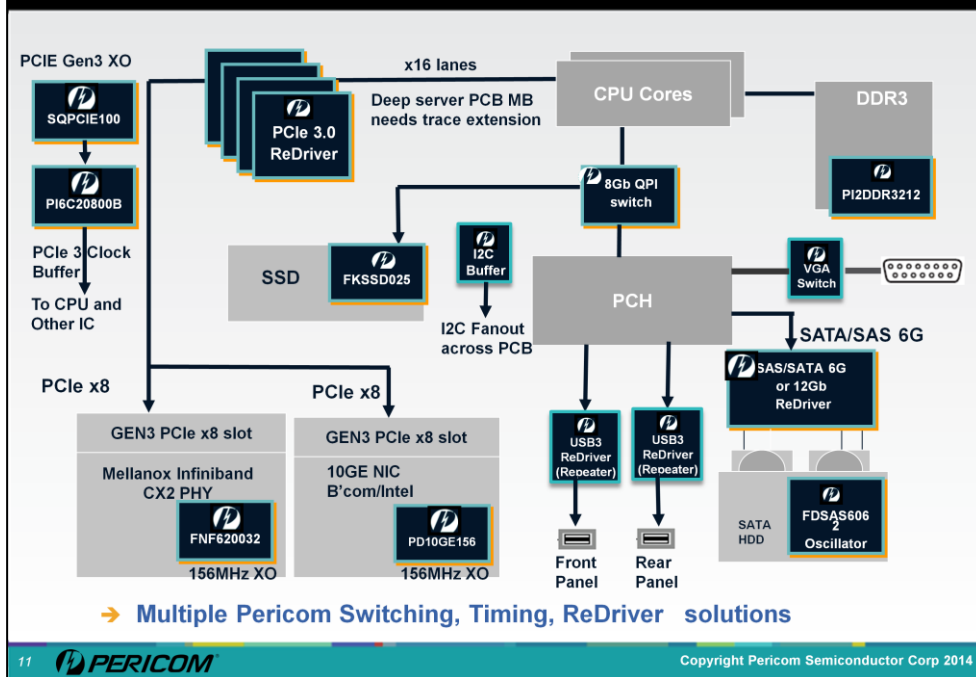 PCIE Gen3 XO
SQPCIE100
PI6C20800B
PCIe 3 Clock
Buffer
To CPU and
Other IC
PCIe 3.0
ReDriver
x16 lanes
Deep server PCB MB
needs trace extension
CPU Cores
DDR3
PI2DDR3212
8Gb QPI
switch
SSD
FKSSD025
I2C
Buffer
I2C Fanout
across PCB
PCH
VGA
Switch
SATA/SAS 6G
SAS/SATA 6G
or 12Gb
ReDriver
PCIe x8
PCIe x8
GEN3 PCIe x8 slot
Mellanox Infiniband
CX2 PHY
FNF620032
156MHz XO
GEN3 PCIe x8 slot
10GE NIC
B'com/Intel
PD10GE156
156MHz XO
USB3
ReDriver
(Repeater)
USB3
ReDriver
(Repeater)
Front
Panel
Rear
Panel
SATA
HDD
FDSAS606
2
Oscillator
Multiple Pericom Switching, Timing, ReDriver solutions
11
PERICOM
Copyright Pericom Semiconductor Corp 2014